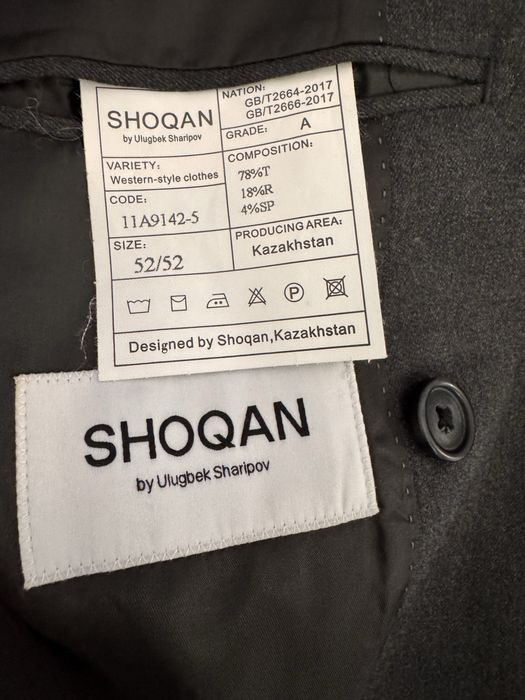 SHOQAN
by Ulugbek Sharipov
NATION:
GB/T2664-2017
GB/T2666-2017
GRADE: A
VARIETY:
Western-style clothes
COMPOSITION:
78%T
18%R
4%SP
CODE:
11A9142-5
SIZE:
52/52
PRODUCING AREA:
Kazakhstan
P
Designed by Shoqan,Kazakhstan
SHOQAN
by Ulugbek Sharipov